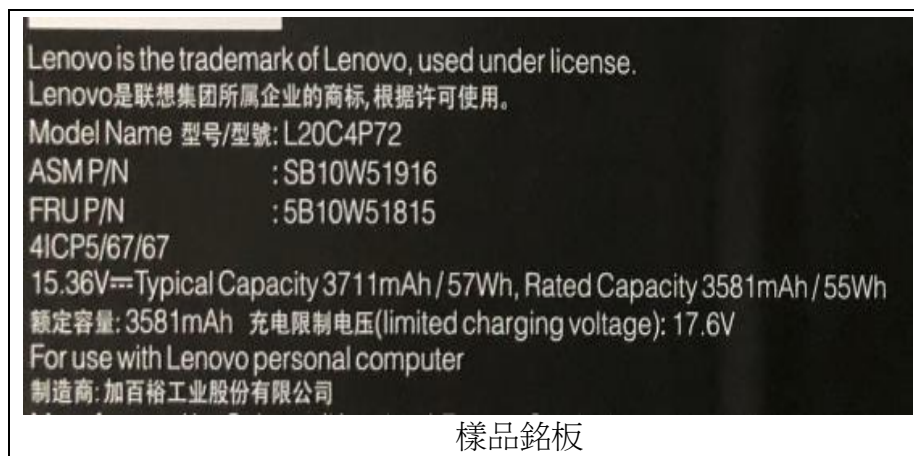 Lenovo is the trademark of Lenovo, used under license.
Lenovo是联想集团所属企业的商标,根据许可使用。
Model Name 型号/型號: L20C4P72
ASM P/N : SB10W51916
FRU P/N : 5B10W51815
4ICP5/67/67
15.36V⎓Typical Capacity 3711mAh / 57Wh, Rated Capacity 3581mAh / 55Wh
额定容量: 3581mAh 充电限制电压(limited charging voltage): 17.6V
For use with Lenovo personal computer
制造商:加百裕工业股份有限公司
樣品銘板